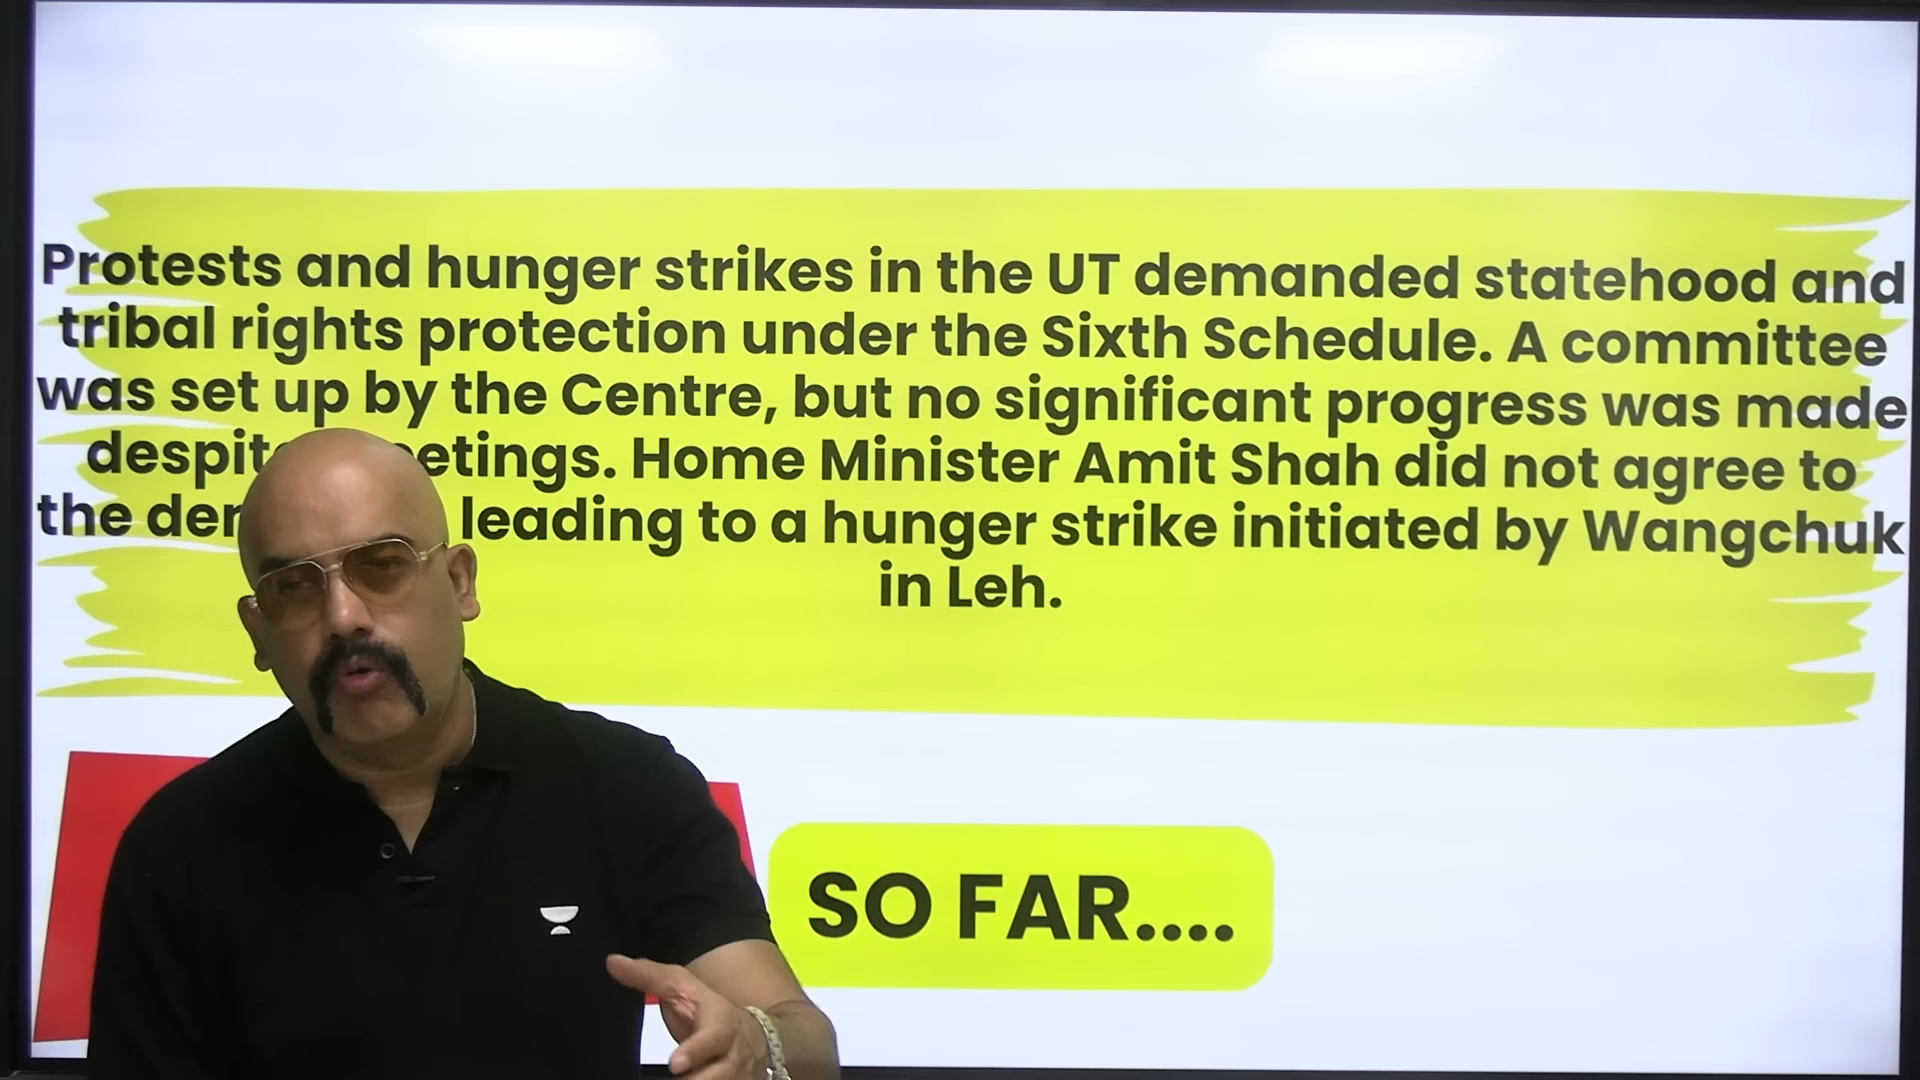 Protests and hunger strikes in the UT demanded statehood and
tribal rights protection under the Sixth Schedule. A committee
was set up by the Centre, but no significant progress was made
etings. Home Minister Amit Shah did not agree to
the leading to a hunger strike initiated by Wangchuk
in Leh.
SO FAR....